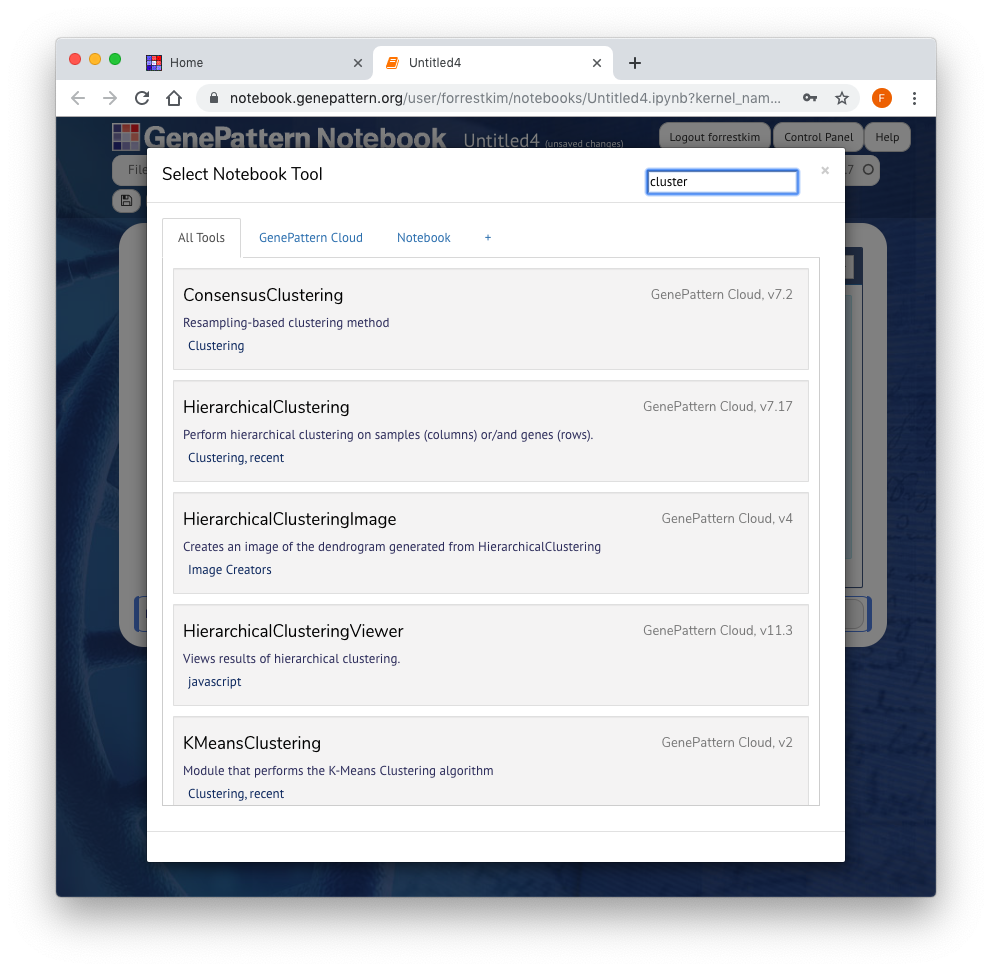 Home
Untitled4
notebook.genepattern.org/user/forrestkim/notebooks/Untitled4.ipynb?kernel_nam...
F
GenePattern Notebook Untitled4 (unsaved changes) Logout forrestkim Control Panel Help
File
Select Notebook Tool cluster ×
All Tools GenePattern Cloud Notebook +
ConsensusClustering GenePattern Cloud, v7.2
Resampling-based clustering method
Clustering
HierarchicalClustering GenePattern Cloud, v7.17
Perform hierarchical clustering on samples (columns) or/and genes (rows).
Clustering, recent
HierarchicalClusteringImage GenePattern Cloud, v4
Creates an image of the dendrogram generated from HierarchicalClustering
Image Creators
HierarchicalClusteringViewer GenePattern Cloud, v11.3
Views results of hierarchical clustering.
javascript
KMeansClustering GenePattern Cloud, v2
Module that performs the K-Means Clustering algorithm
Clustering, recent